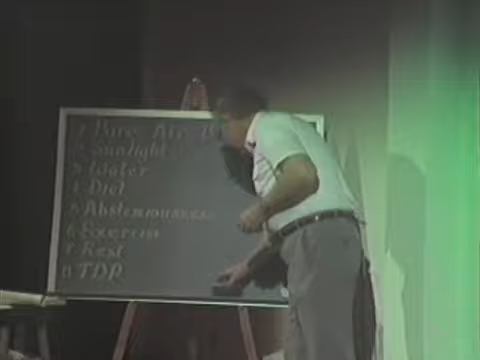 1 Pure Air
2 Sunlight
3 Water
4 Diet
5 Abstemiousness
6 Exercise
7 Rest
8 TDP